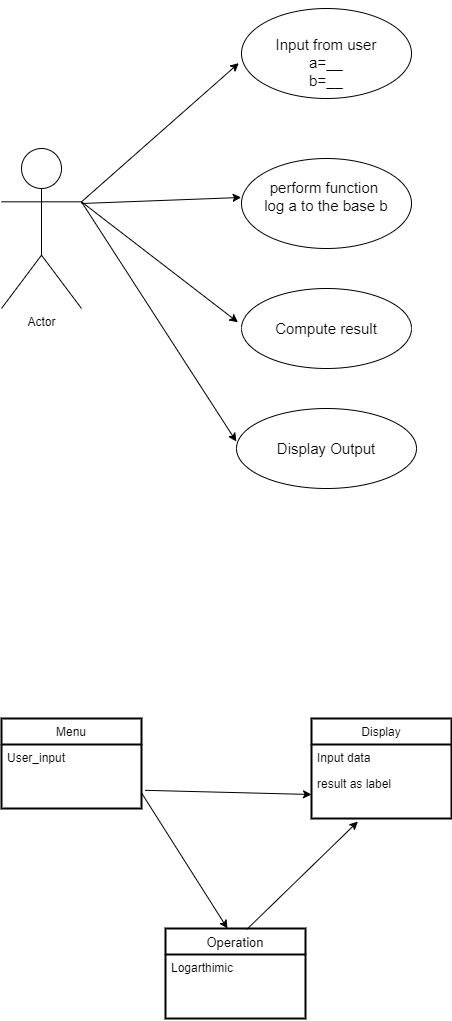 Input from user
a=__
b=__
perform function
log a to the base b
Actor
Compute result
Display Output
Menu
User_input
Display
Input data
result as label
Operation
Logarthimic